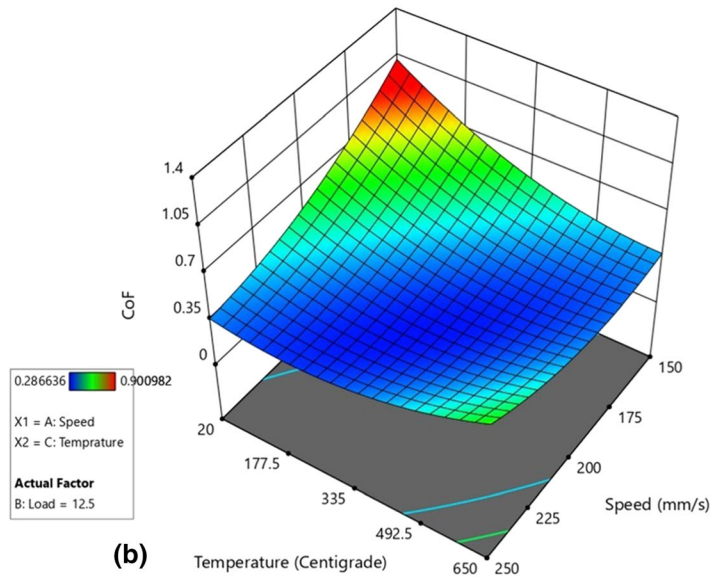 1.4
1.05
0.7
0.35
0
CoF
0.286636 0.900982
X1 = A: Speed
X2 = C: Temprature
Actual Factor
B: Load = 12.5
20
177.5
335
492.5
650
Temperature (Centigrade)
150
175
200
225
250
Speed (mm/s)
(b)